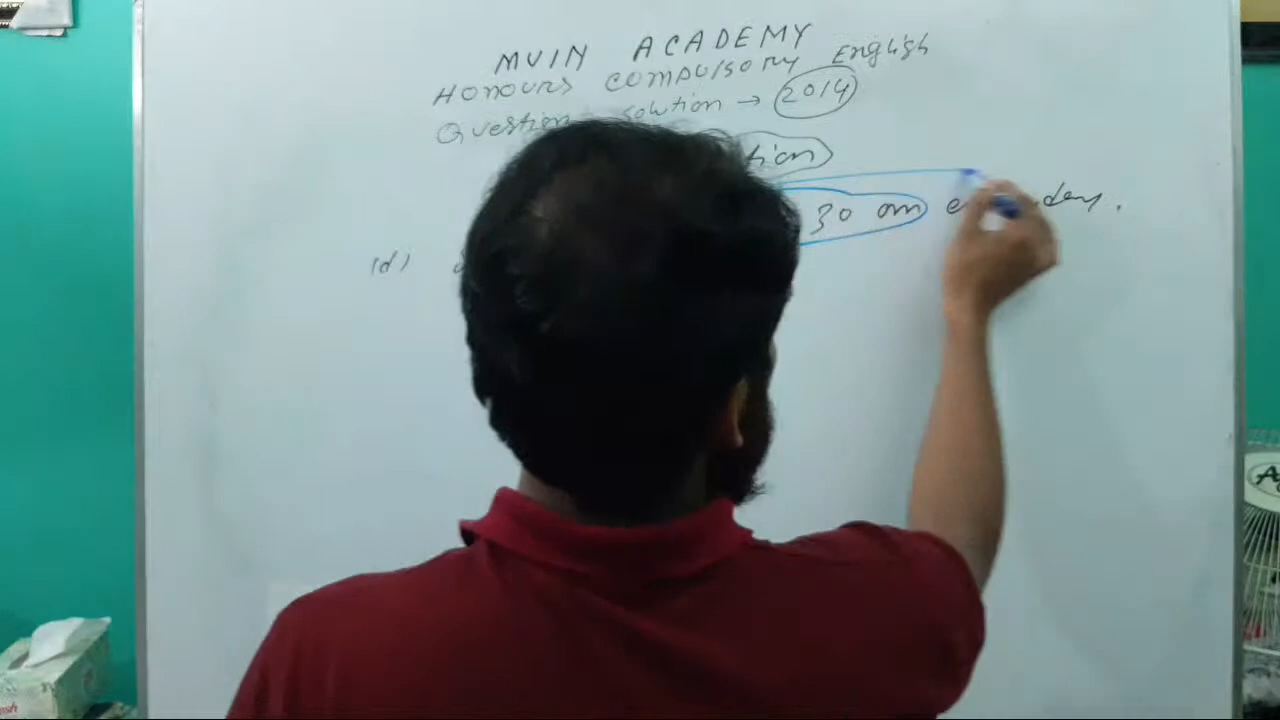 MUIN ACADEMY
Honours compulsory English
Question solution → 2014
tion
30 am e day.
(d)